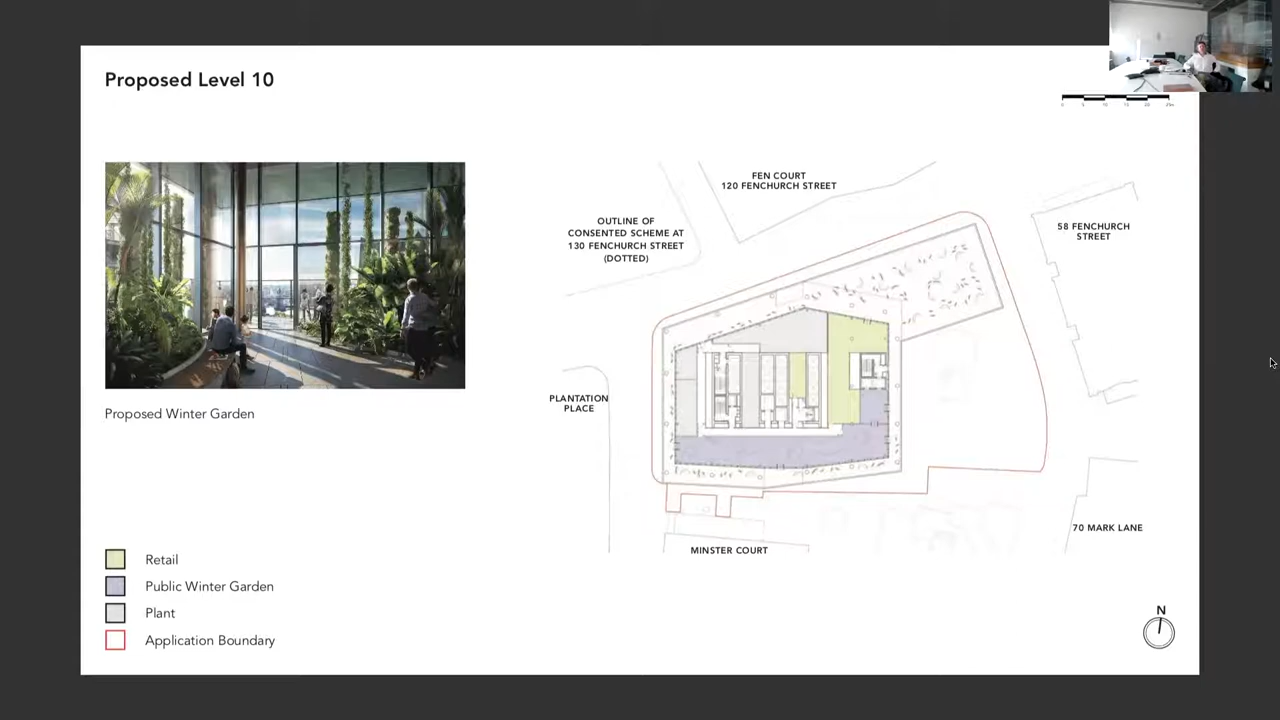 Proposed Level 10
FEN COURT
120 FENCHURCH STREET
OUTLINE OF
CONSENTED SCHEME AT
130 FENCHURCH STREET
(DOTTED)
58 FENCHURCH
STREET
PLANTATION
PLACE
Proposed Winter Garden
70 MARK LANE
MINSTER COURT
Retail
Public Winter Garden
Plant
Application Boundary
N